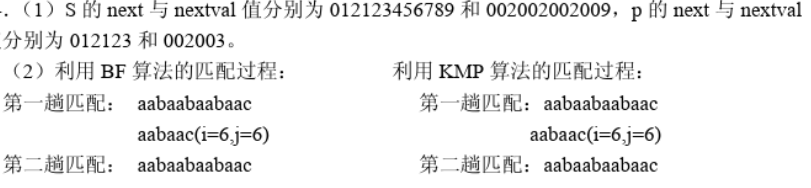 .（1）S 的 next 与 nextval 值分别为 012123456789 和 002002002009，p 的 next 与 nextval
分别为 012123 和 002003。
（2）利用 BF 算法的匹配过程： 利用 KMP 算法的匹配过程：
第一趟匹配： aabaabaabaac 第一趟匹配：aabaabaabaac
aabaac(i=6,j=6) aabaac(i=6,j=6)
第二趟匹配： aabaabaabaac 第二趟匹配：aabaabaabaac